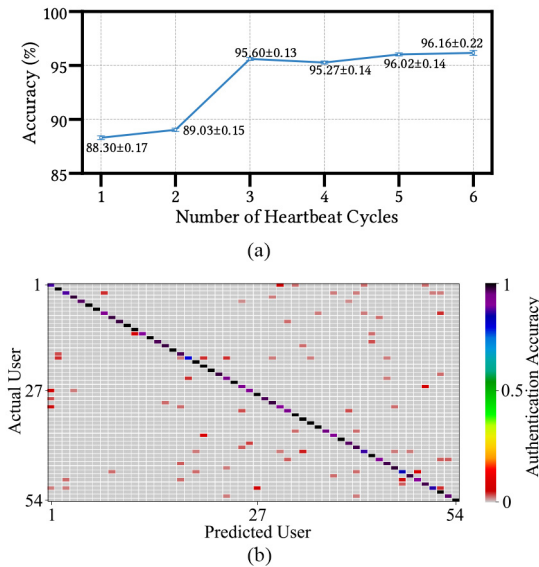 100
95
90
85
Accuracy (%)
88.30±0.17
89.03±0.15
95.60±0.13
95.27±0.14
96.02±0.14
96.16±0.22
1 2 3 4 5 6
Number of Heartbeat Cycles
(a)
1
27
54
Actual User
1 27 54
Predicted User
1
0.5
0
Authentication Accuracy
(b)